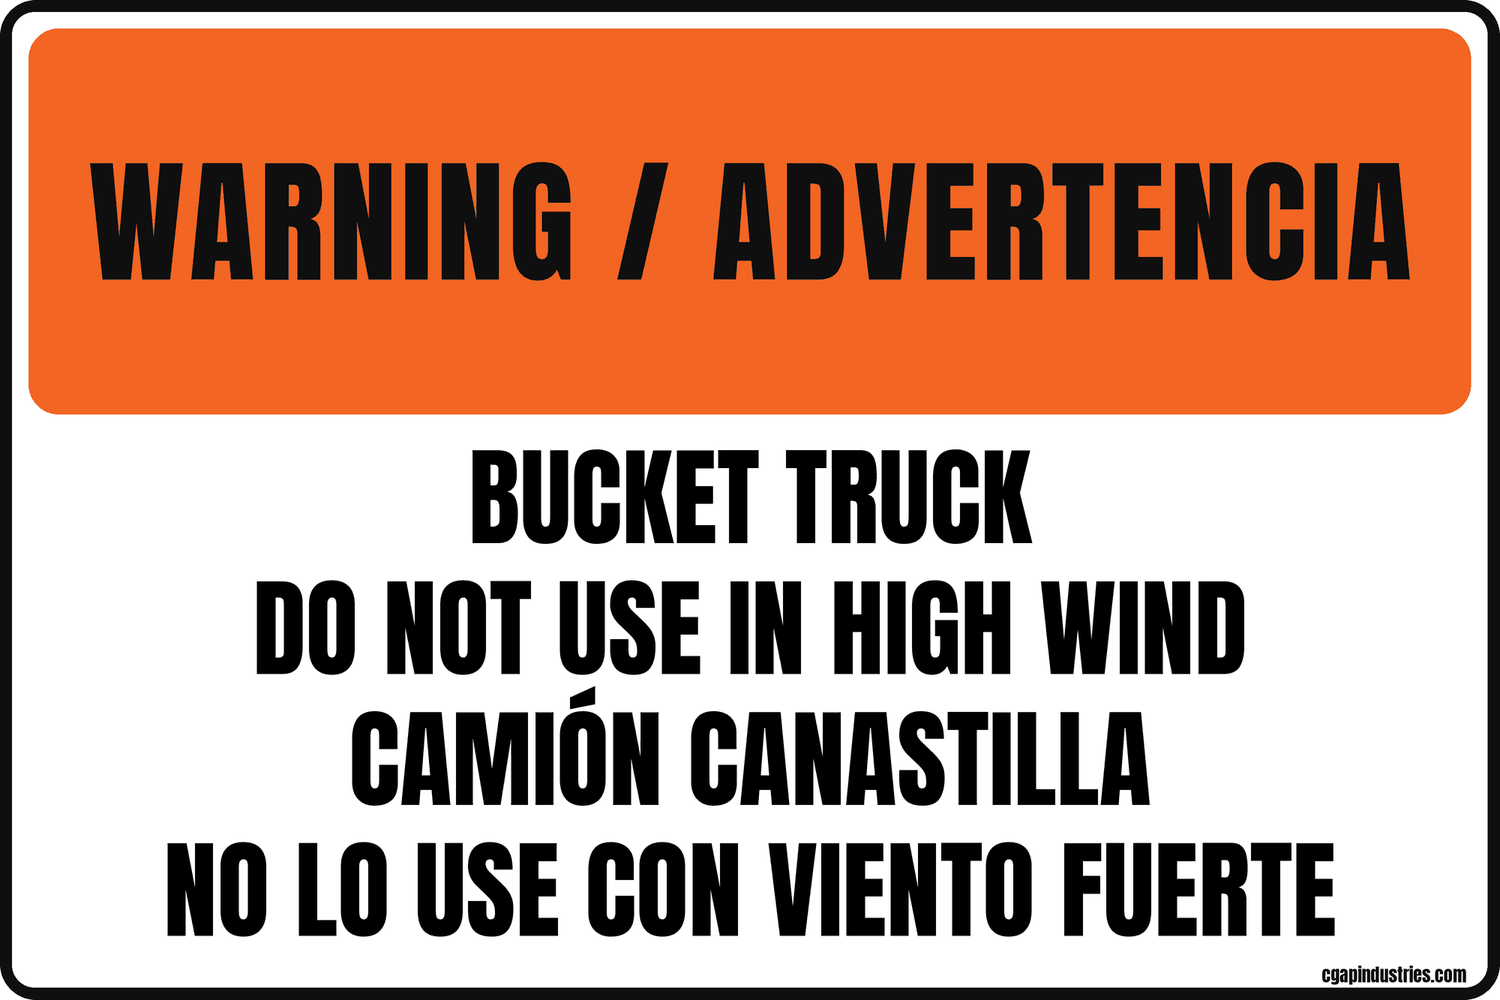 WARNING / ADVERTENCIA
BUCKET TRUCK
DO NOT USE IN HIGH WIND
CAMIÓN CANASTILLA
NO LO USE CON VIENTO FUERTE
cgapindustries.com